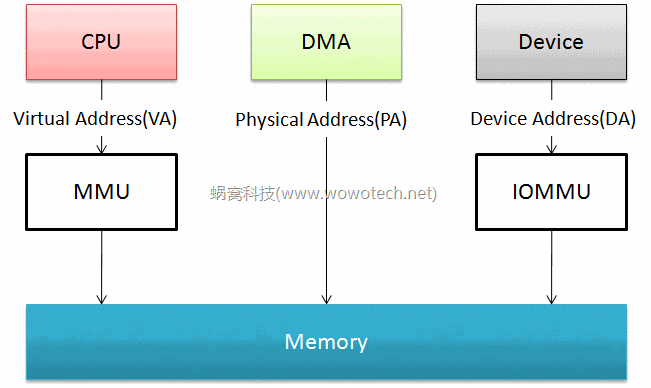 CPU
DMA
Device
Virtual Address(VA)
Physical Address(PA)
Device Address(DA)
MMU
蜗窝科技(www.wowotech.net)
IOMMU
Memory